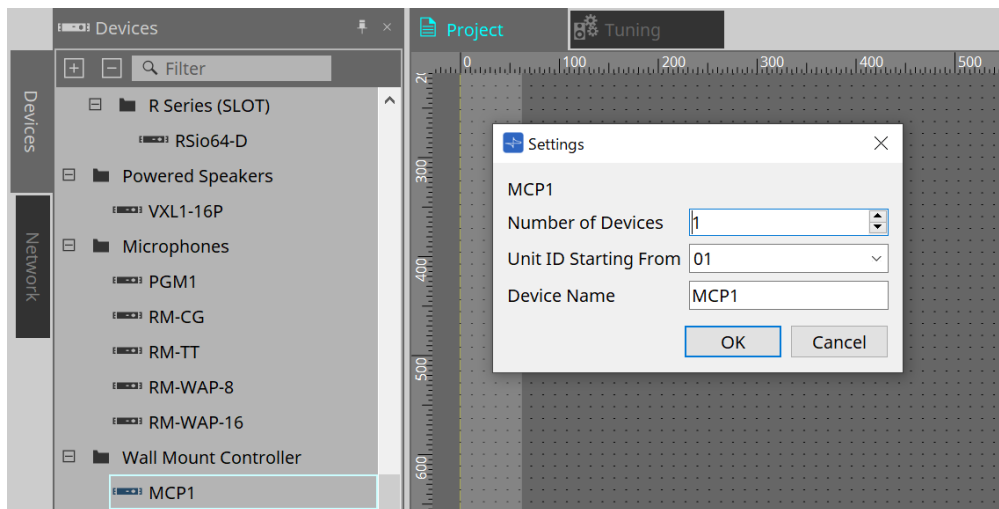 Devices
Project
Tuning
Filter
0 100 200 300 400 500
Devices
Network
R Series (SLOT)
RSio64-D
Powered Speakers
VXL1-16P
Microphones
PGM1
RM-CG
RM-TT
RM-WAP-8
RM-WAP-16
Wall Mount Controller
MCP1
300
400
500
600
Settings
MCP1
Number of Devices 1
Unit ID Starting From 01
Device Name MCP1
OK Cancel